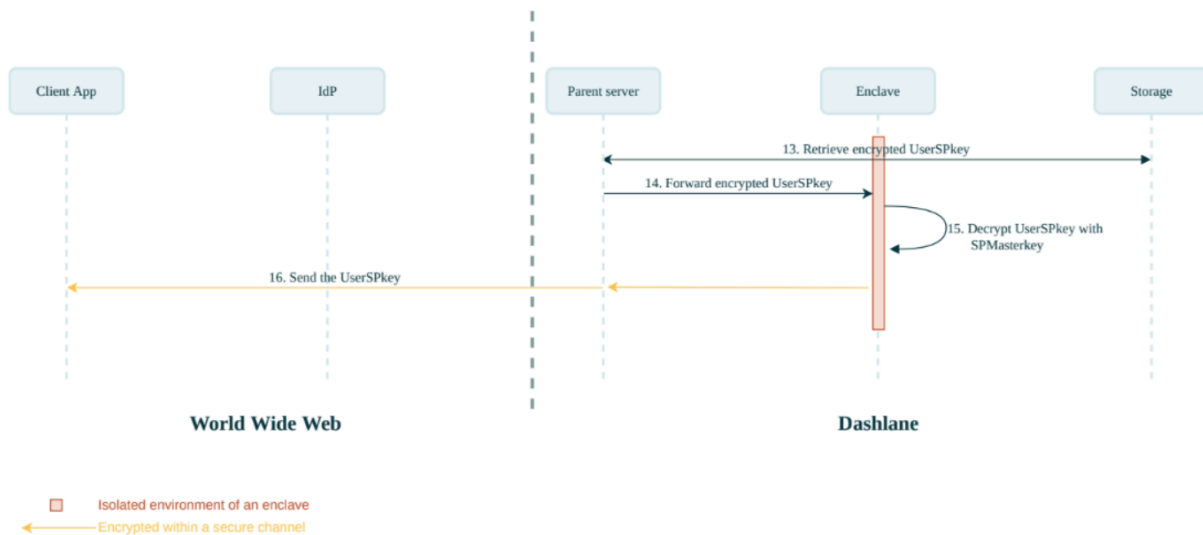 Client App
IdP
Parent server
Enclave
Storage
13. Retrieve encrypted UserSPkey
14. Forward encrypted UserSPkey
15. Decrypt UserSPkey with
SPMasterkey
16. Send the UserSPkey
World Wide Web
Dashlane
Isolated environment of an enclave
Encrypted within a secure channel